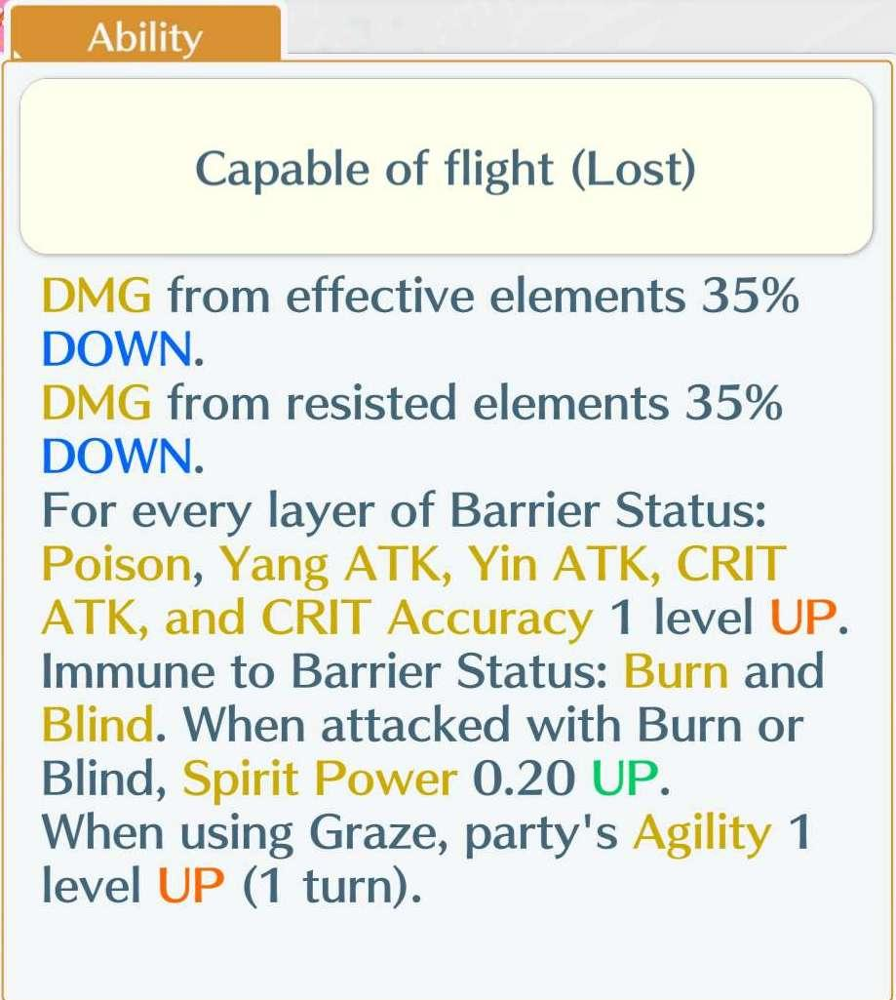 Ability
Capable of flight (Lost)
DMG from effective elements 35%
DOWN.
DMG from resisted elements 35%
DOWN.
For every layer of Barrier Status:
Poison, Yang ATK, Yin ATK, CRIT
ATK, and CRIT Accuracy 1 level UP.
Immune to Barrier Status: Burn and
Blind. When attacked with Burn or
Blind, Spirit Power 0.20 UP.
When using Graze, party's Agility 1
level UP (1 turn).